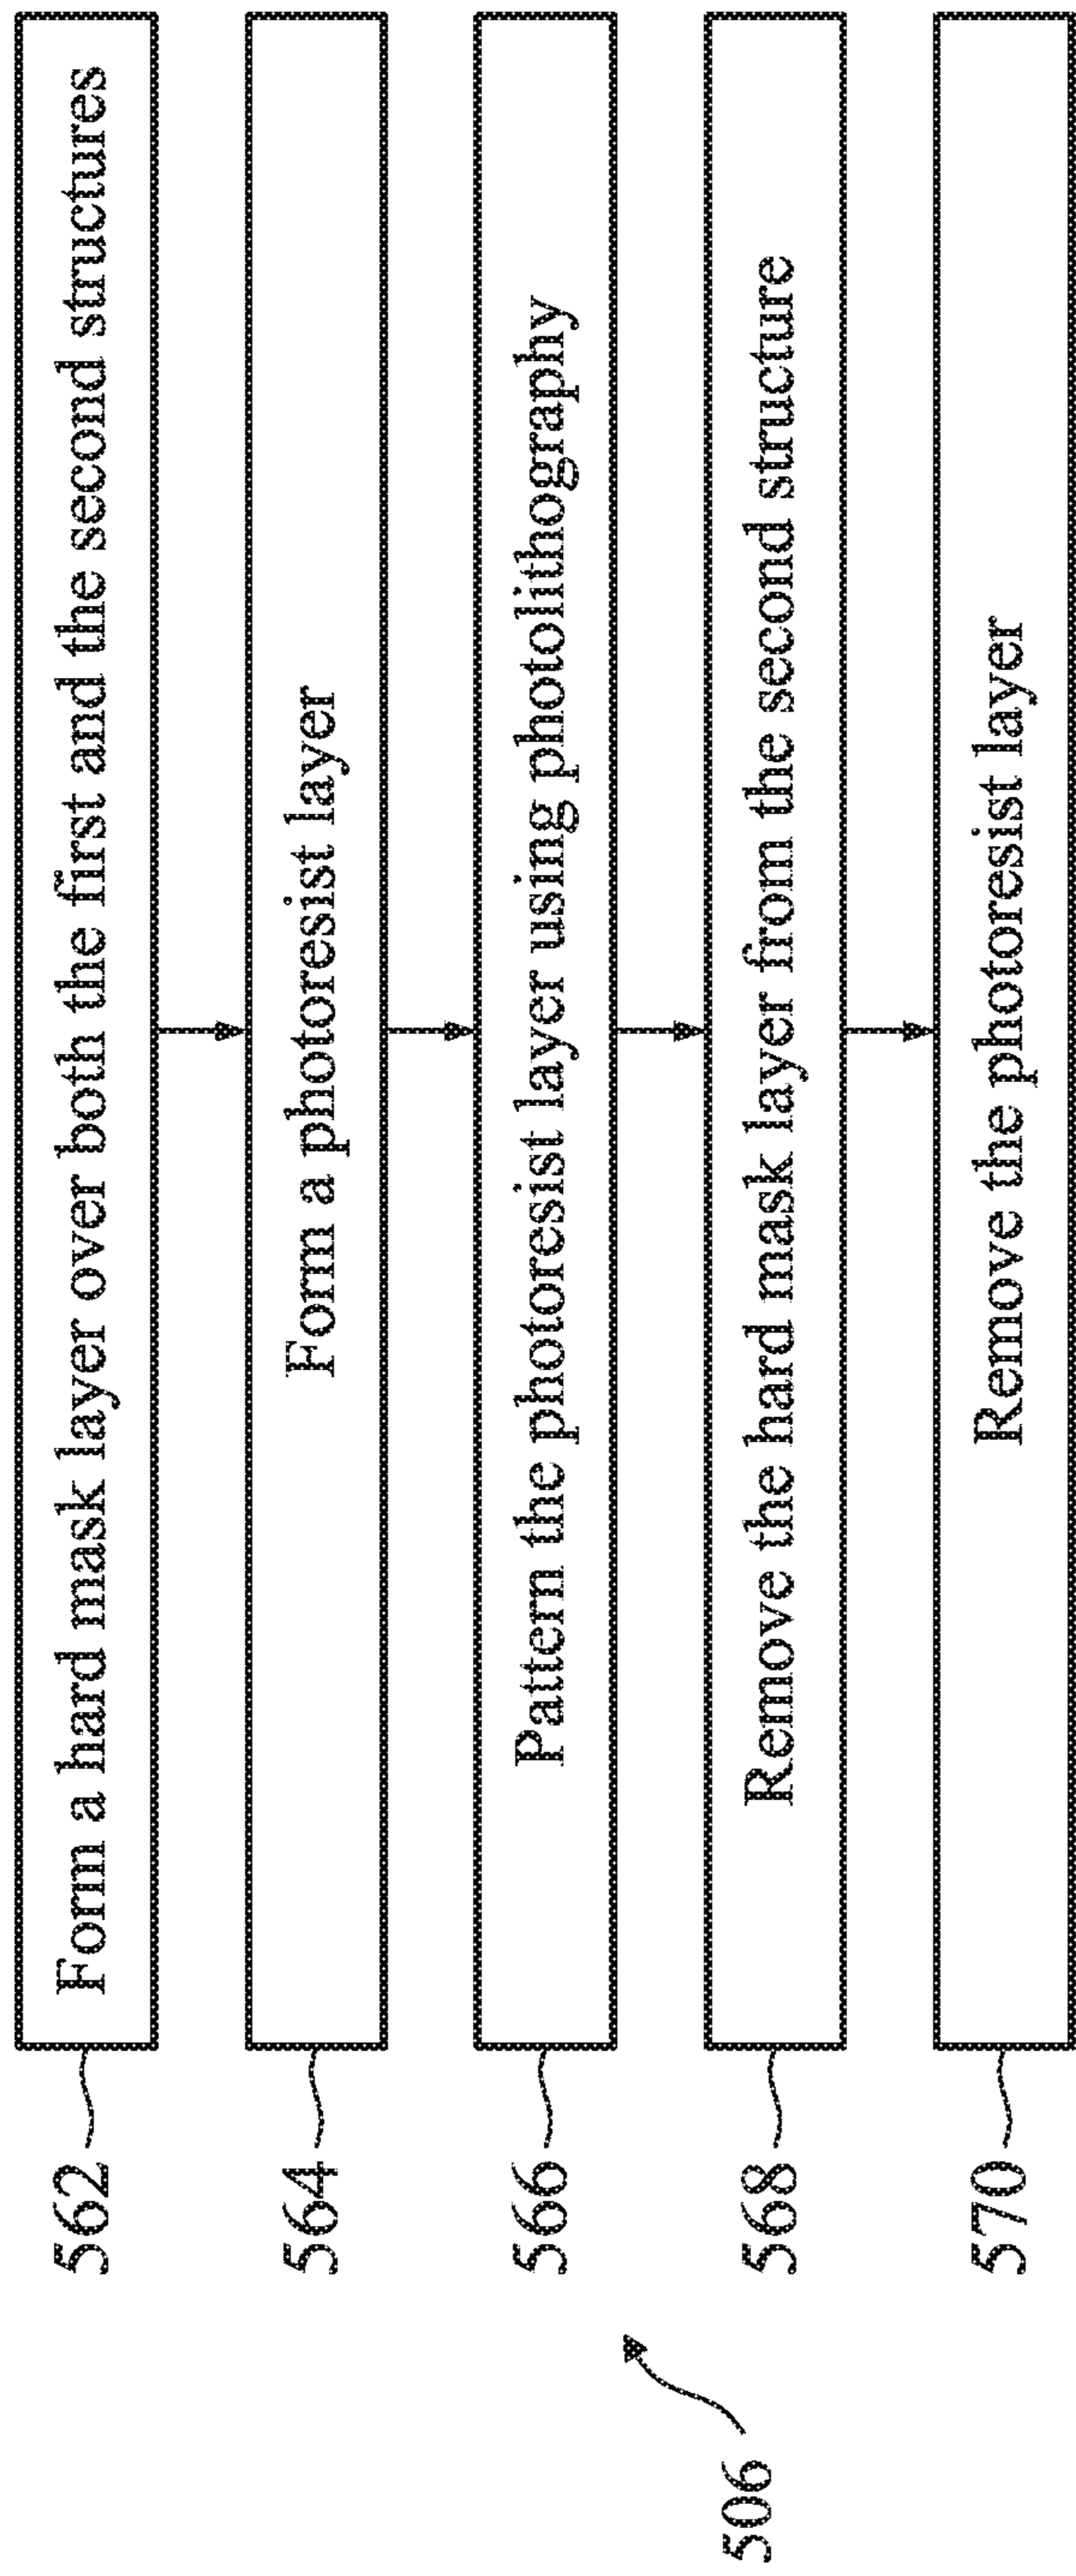 506
562
Form a hard mask layer over both the first and the second structures
564
Form a photoresist layer
566
Pattern the photoresist layer using photolithography
568
Remove the hard mask layer from the second structure
570
Remove the photoresist layer